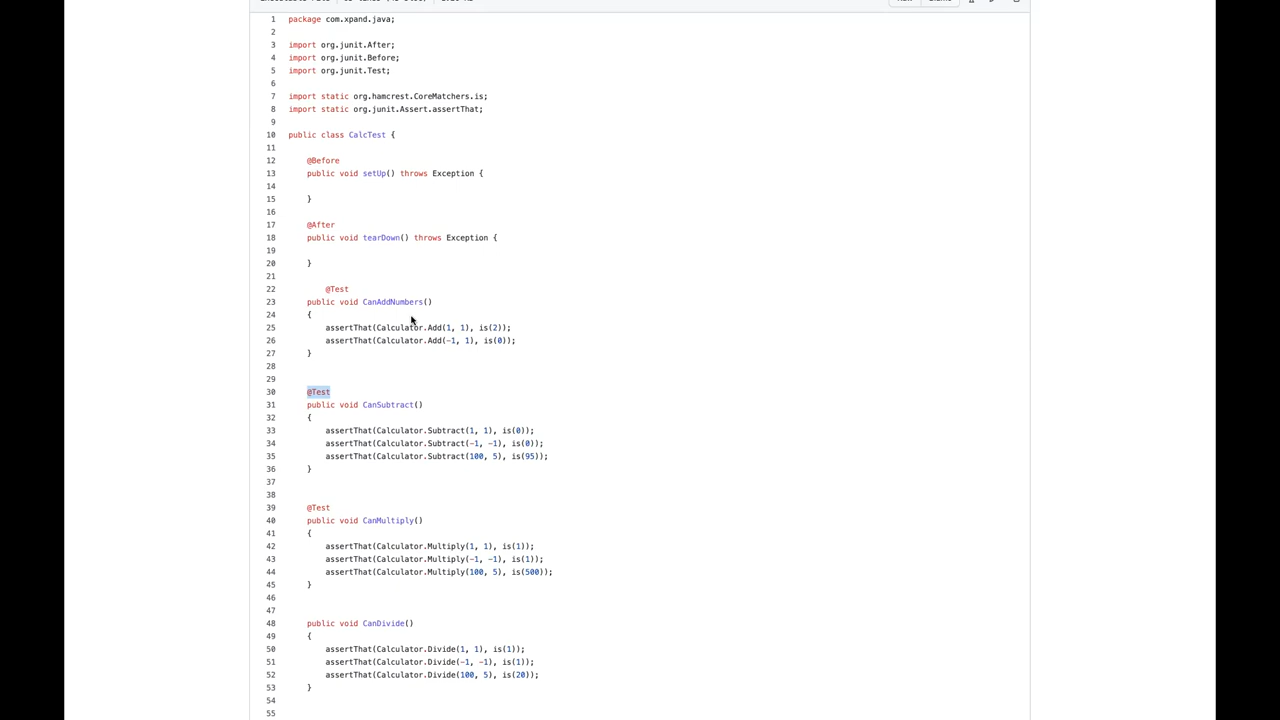 1 package com.xpand.java;
2
3 import org.junit.After;
4 import org.junit.Before;
5 import org.junit.Test;
6
7 import static org.hamcrest.CoreMatchers.is;
8 import static org.junit.Assert.assertThat;
9
10 public class CalcTest {
11
12 @Before
13 public void setUp() throws Exception {
14
15 }
16
17 @After
18 public void tearDown() throws Exception {
19
20 }
21
22 @Test
23 public void CanAddNumbers()
24 {
25 assertThat(Calculator.Add(1, 1), is(2));
26 assertThat(Calculator.Add(-1, 1), is(0));
27 }
28
29
30 @Test
31 public void CanSubtract()
32 {
33 assertThat(Calculator.Subtract(1, 1), is(0));
34 assertThat(Calculator.Subtract(-1, -1), is(0));
35 assertThat(Calculator.Subtract(100, 5), is(95));
36 }
37
38
39 @Test
40 public void CanMultiply()
41 {
42 assertThat(Calculator.Multiply(1, 1), is(1));
43 assertThat(Calculator.Multiply(-1, -1), is(1));
44 assertThat(Calculator.Multiply(100, 5), is(500));
45 }
46
47
48 public void CanDivide()
49 {
50 assertThat(Calculator.Divide(1, 1), is(1));
51 assertThat(Calculator.Divide(-1, -1), is(1));
52 assertThat(Calculator.Divide(100, 5), is(20));
53 }
54
55